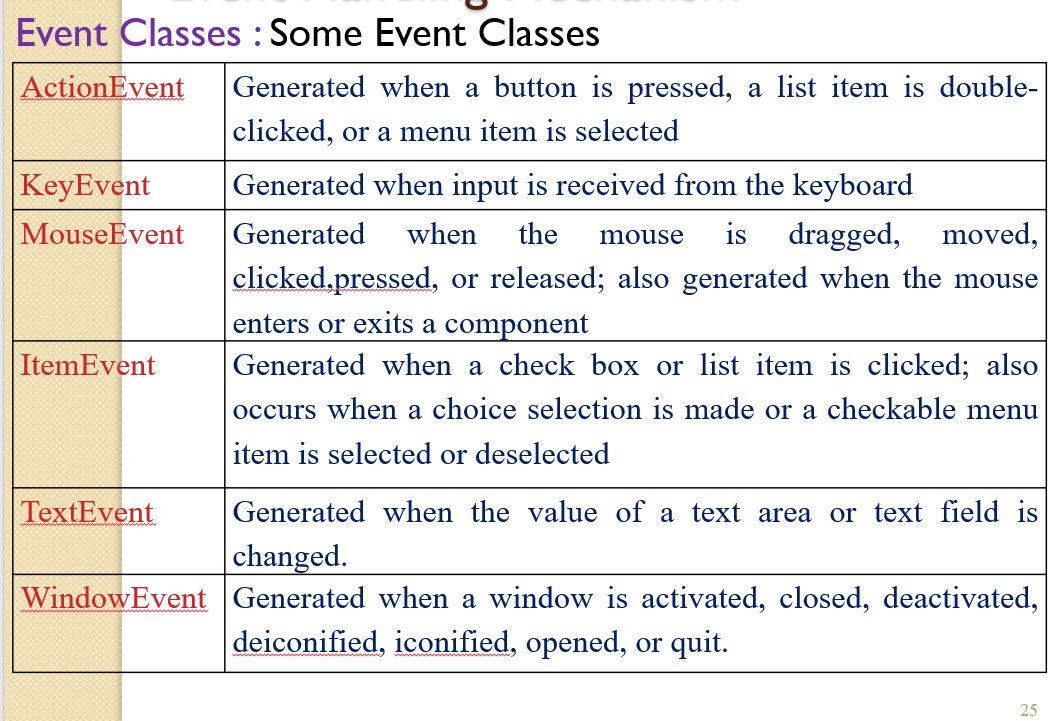 Event Classes : Some Event Classes
ActionEvent
Generated when a button is pressed, a list item is double-
clicked, or a menu item is selected
KeyEvent
Generated when input is received from the keyboard
MouseEvent
Generated when the mouse is dragged, moved,
clicked,pressed, or released; also generated when the mouse
enters or exits a component
ItemEvent
Generated when a check box or list item is clicked; also
occurs when a choice selection is made or a checkable menu
item is selected or deselected
TextEvent
Generated when the value of a text area or text field is
changed.
WindowEvent
Generated when a window is activated, closed, deactivated,
deiconified, iconified, opened, or quit.
25